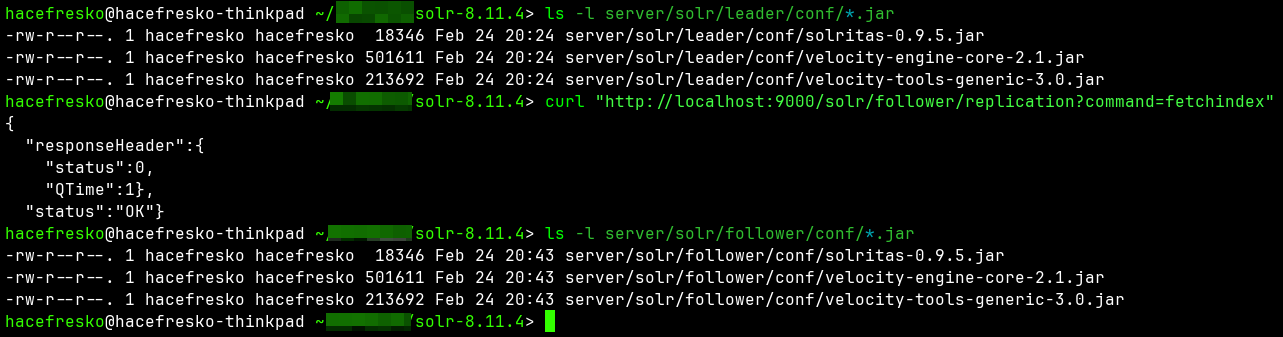 hacefresko@hacefresko-thinkpad ~/ solr-8.11.4> ls -l server/solr/leader/conf/*.jar
-rw-r--r--. 1 hacefresko hacefresko  18346 Feb 24 20:24 server/solr/leader/conf/solritas-0.9.5.jar
-rw-r--r--. 1 hacefresko hacefresko 501611 Feb 24 20:24 server/solr/leader/conf/velocity-engine-core-2.1.jar
-rw-r--r--. 1 hacefresko hacefresko 213692 Feb 24 20:24 server/solr/leader/conf/velocity-tools-generic-3.0.jar
hacefresko@hacefresko-thinkpad ~/ /solr-8.11.4> curl "http://localhost:9000/solr/follower/replication?command=fetchindex"
{
  "responseHeader":{
    "status":0,
    "QTime":1},
  "status":"OK"}
hacefresko@hacefresko-thinkpad ~/ /solr-8.11.4> ls -l server/solr/follower/conf/*.jar
-rw-r--r--. 1 hacefresko hacefresko  18346 Feb 24 20:43 server/solr/follower/conf/solritas-0.9.5.jar
-rw-r--r--. 1 hacefresko hacefresko 501611 Feb 24 20:43 server/solr/follower/conf/velocity-engine-core-2.1.jar
-rw-r--r--. 1 hacefresko hacefresko 213692 Feb 24 20:43 server/solr/follower/conf/velocity-tools-generic-3.0.jar
hacefresko@hacefresko-thinkpad ~ /solr-8.11.4>